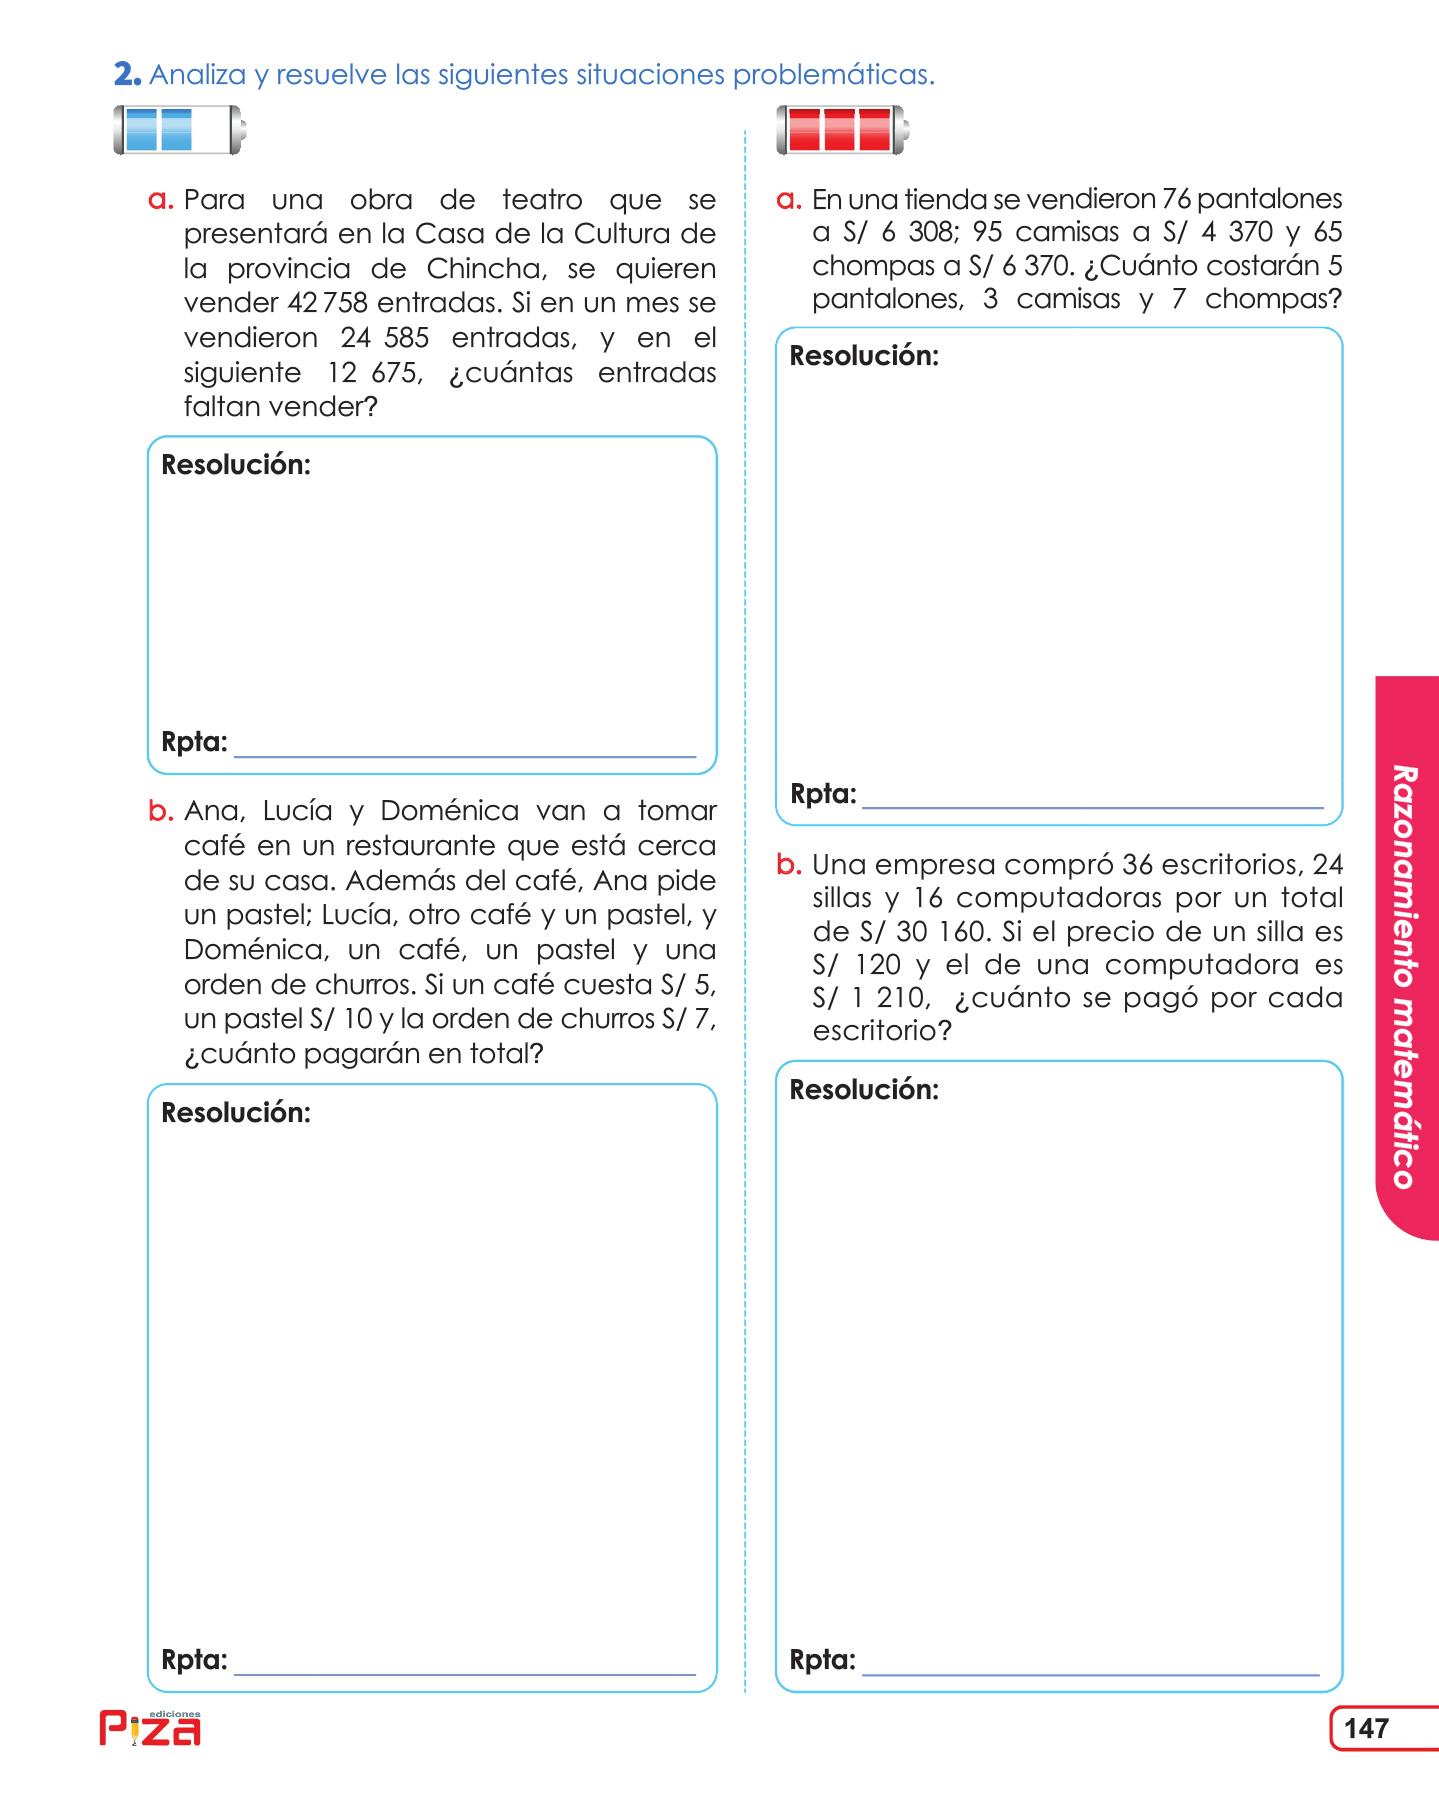 2. Analiza y resuelve las siguientes situaciones problemáticas.
a. Para una obra de teatro que se
presentará en la Casa de la Cultura de
la provincia de Chincha, se quieren
vender 42 758 entradas. Si en un mes se
vendieron 24 585 entradas, y en el
siguiente 12 675, ¿cuántas entradas
faltan vender?
Resolución:
Rpta:
b. Ana, Lucía y Doménica van a tomar
café en un restaurante que está cerca
de su casa. Además del café, Ana pide
un pastel; Lucía, otro café y un pastel, y
Doménica, un café, un pastel y una
orden de churros. Si un café cuesta S/ 5,
un pastel S/ 10 y la orden de churros S/ 7,
¿cuánto pagarán en total?
Resolución:
Rpta:
a. En una tienda se vendieron 76 pantalones
a S/ 6 308; 95 camisas a S/ 4 370 y 65
chompas a S/ 6 370. ¿Cuánto costarán 5
pantalones, 3 camisas y 7 chompas?
Resolución:
Rpta:
b. Una empresa compró 36 escritorios, 24
sillas y 16 computadoras por un total
de S/ 30 160. Si el precio de un silla es
S/ 120 y el de una computadora es
S/ 1 210, ¿cuánto se pagó por cada
escritorio?
Resolución:
Rpta:
Razonamiento matemático
ediciones
Piza
147